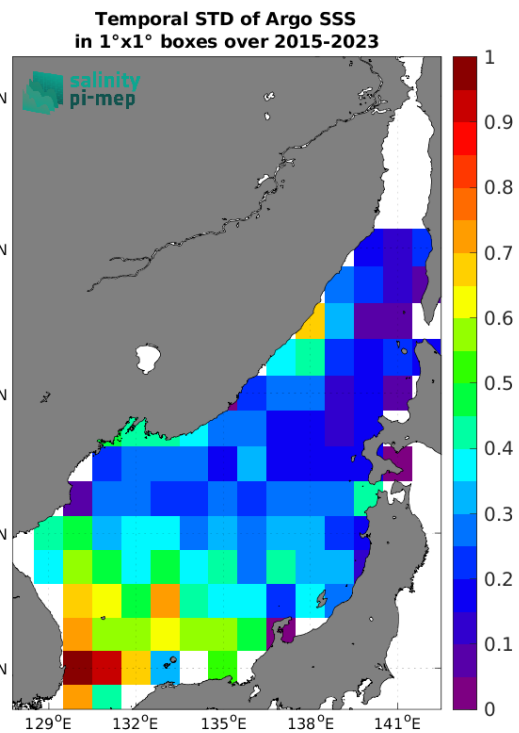 Temporal STD of Argo SSS
in 1°x1° boxes over 2015-2023
salinity
pi-mep
1
0.9
0.8
0.7
0.6
0.5
0.4
0.3
0.2
0.1
0
N
N
N
N
N
129°E
132°E
135°E
138°E
141°E